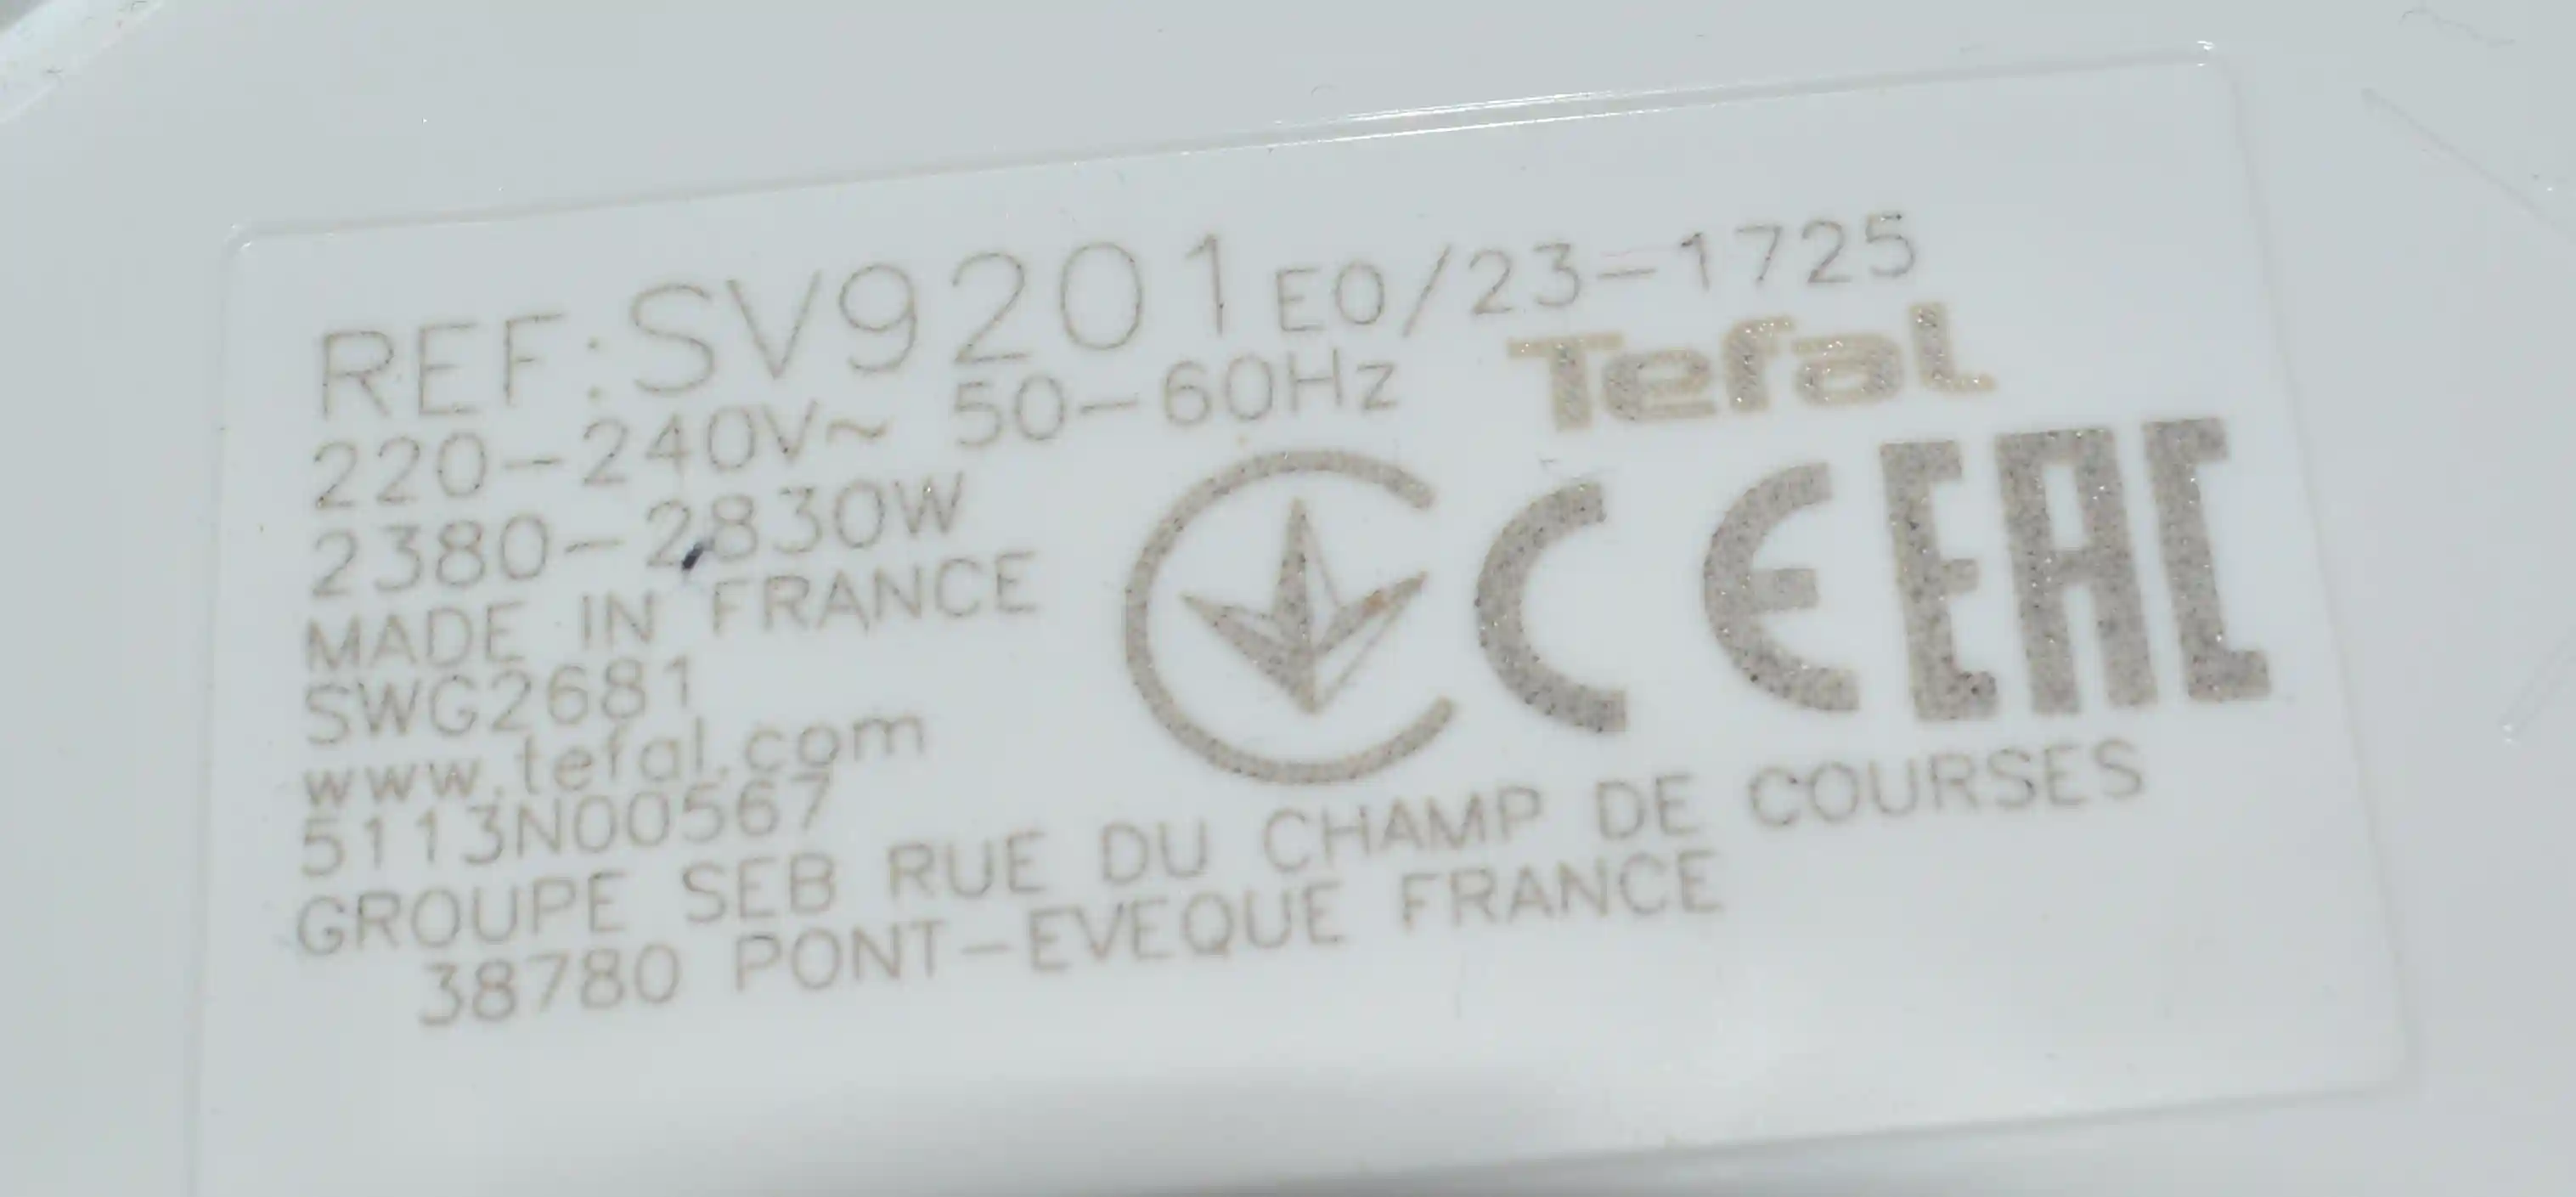 REF:SV9201 E0/23-1725
220-240V~ 50-60Hz
Tefal
2380-2830W
MADE IN FRANCE
CE EAC
SWG2681
www.tefal.com
5113N00567
GROUPE SEB RUE DU CHAMP DE COURSES
38780 PONT-EVEQUE FRANCE